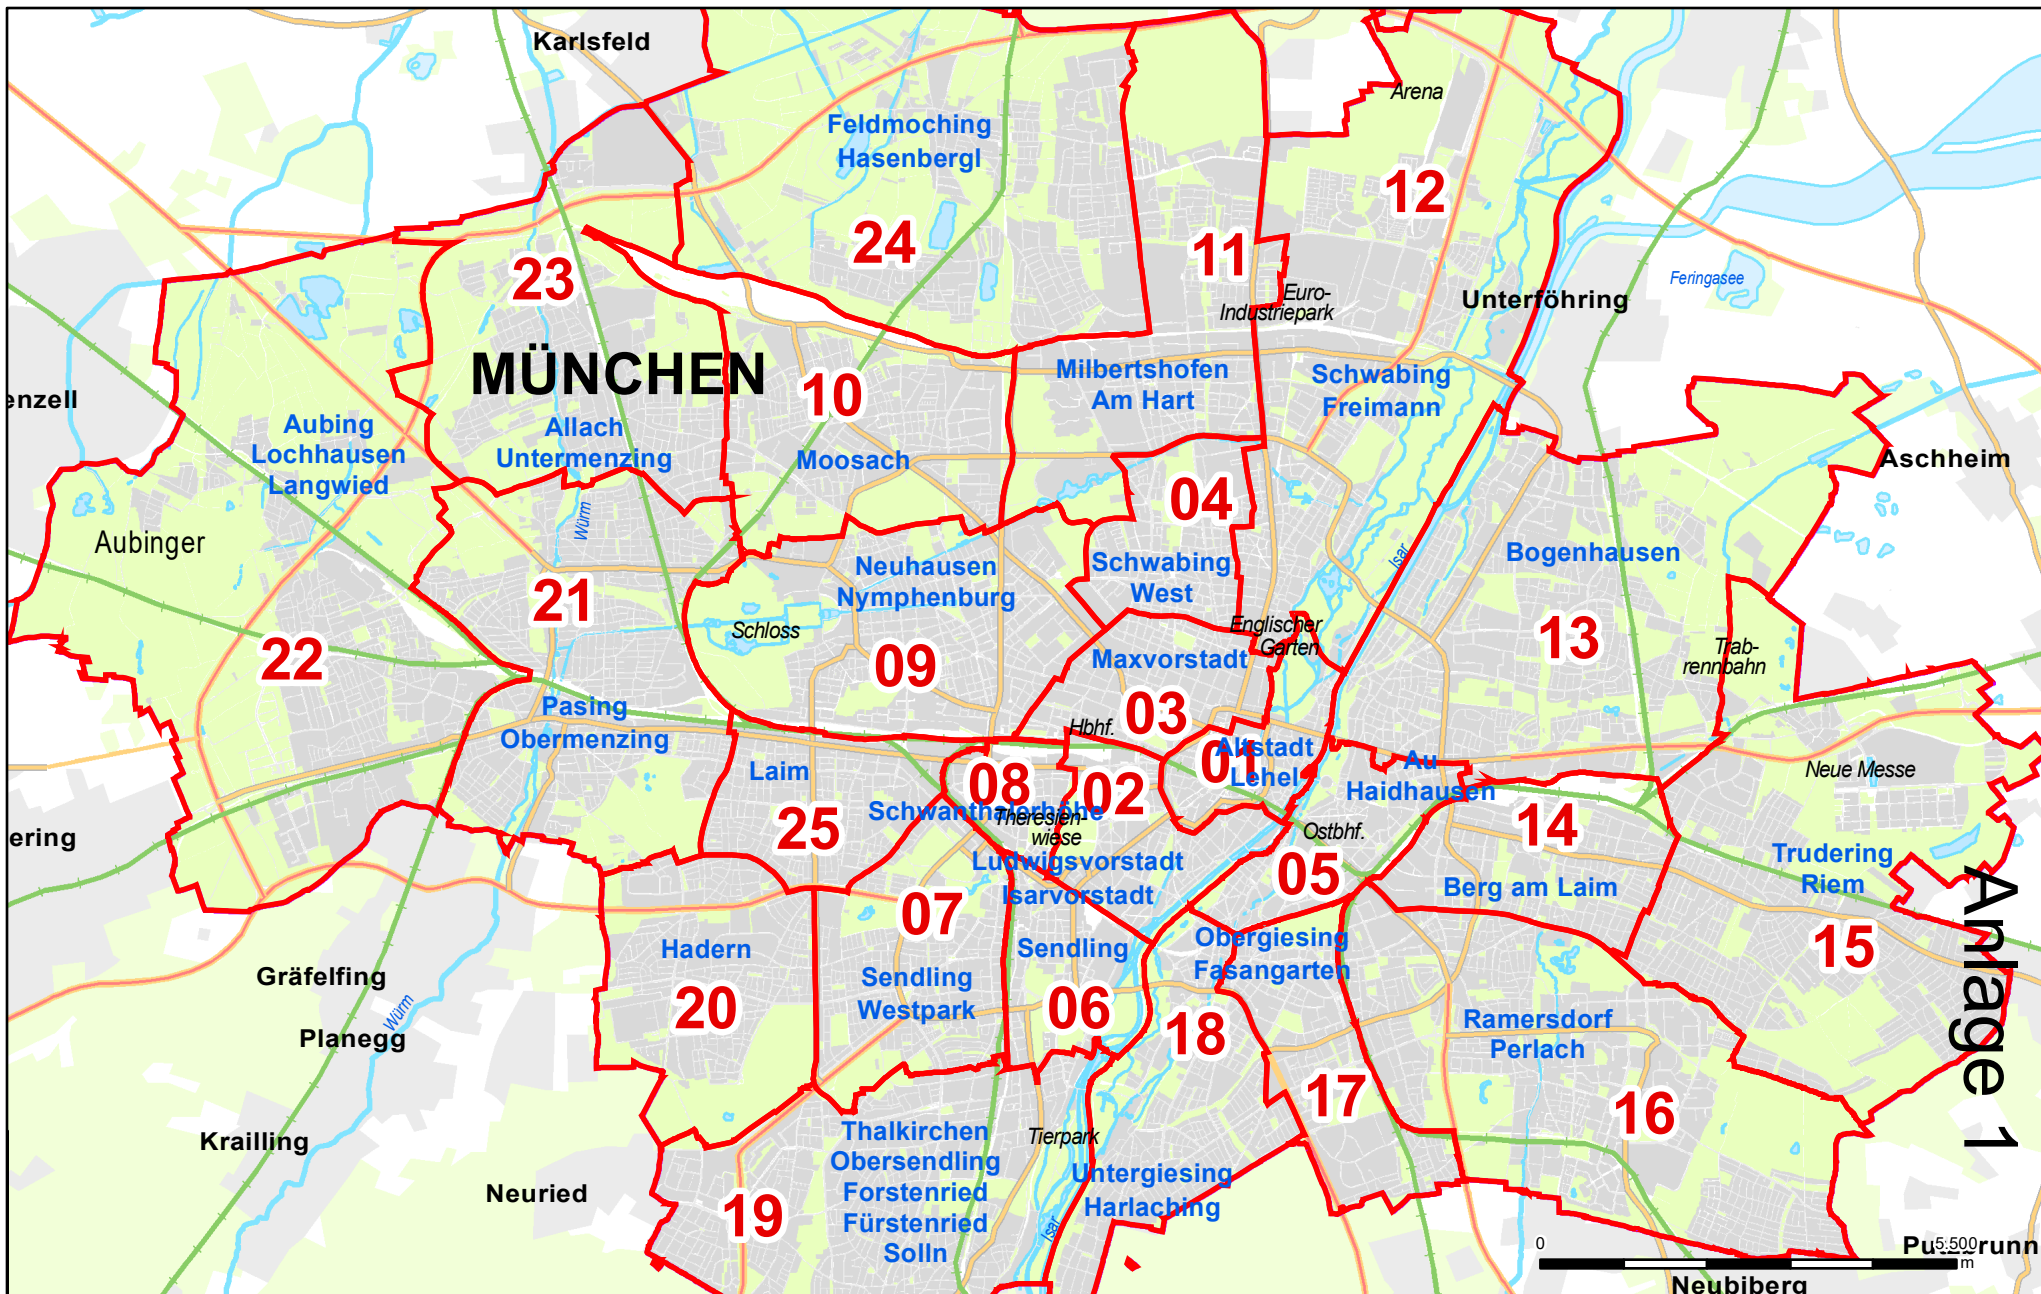 Karlsfeld
Arena
Feldmoching
Hasenbergl
12
24
11
23
Feringasee
Euro-
Industriepark
Unterföhring
MÜNCHEN
Milbertshofen
Am Hart
Schwabing
Freimann
10
enzell
Aubing
Lochhausen
Langwied
Allach
Untermenzing
Moosach
Aschheim
04
Würm
Aubinger
Isar
Bogenhausen
Neuhausen
Nymphenburg
Schwabing
West
21
Schloss
Englischer
Garten
13
22
09
Maxvorstadt
Trab-
rennbahn
Pasing
Obermenzing
03
Hbhf.
01
Altstadt
Lehel
Au
Haidhausen
Laim
08
02
Neue Messe
Schwanthalerhöhe
Theresien-
wiese
25
Ostbhf.
14
ering
Ludwigsvorstadt
Isarvorstadt
05
Berg am Laim
Trudering
Riem
07
Anlage 1
Hadern
Sendling
Obergiesing
Fasangarten
15
Gräfelfing
Sendling
Westpark
20
06
18
Würm
Planegg
Ramersdorf
Perlach
17
16
Krailling
Thalkirchen
Obersendling
Forstenried
Fürstenried
Solln
Tierpark
Untergiesing
Harlaching
Neuried
19
Isar
0
5.500
m
Putzbrunn
Neubiberg